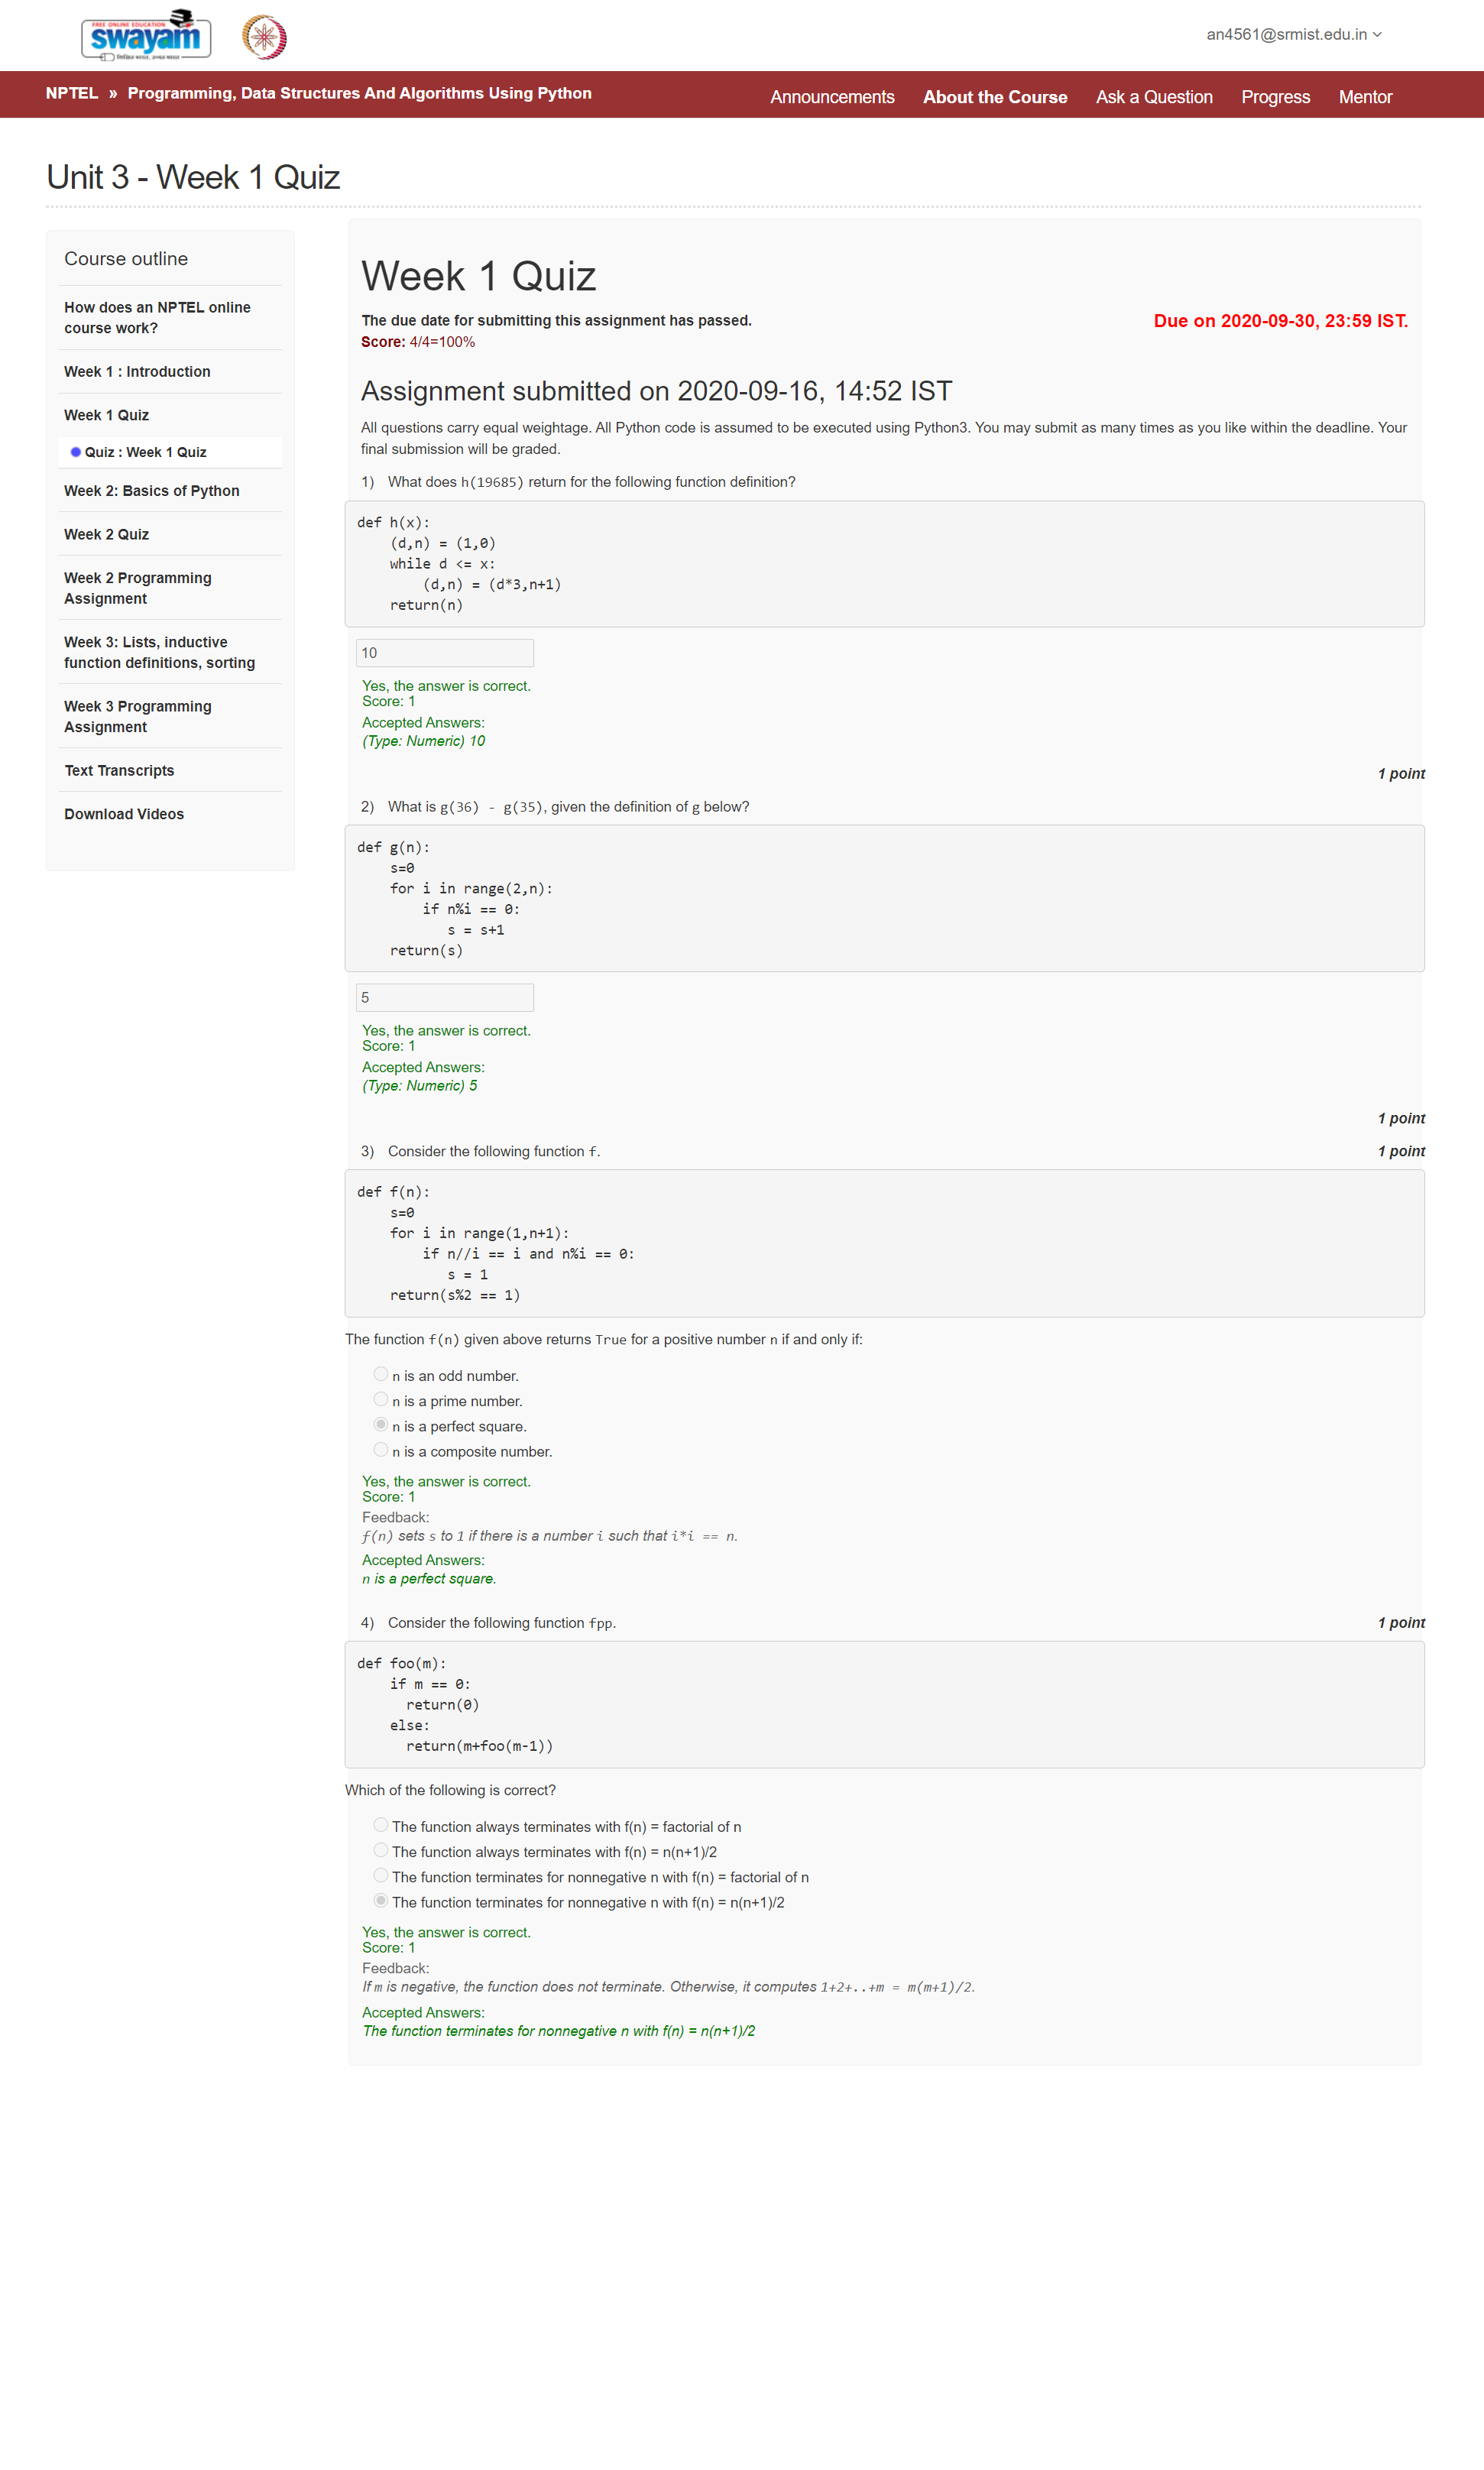 FREE ONLINE EDUCATION
swayam
an4561@srmist.edu.in
NPTEL » Programming, Data Structures And Algorithms Using Python
Announcements About the Course Ask a Question Progress Mentor
Unit 3 - Week 1 Quiz
Course outline
How does an NPTEL online
course work?
Week 1 : Introduction
Week 1 Quiz
Quiz : Week 1 Quiz
Week 2: Basics of Python
Week 2 Quiz
Week 2 Programming
Assignment
Week 3: Lists, inductive
function definitions, sorting
Week 3 Programming
Assignment
Text Transcripts
Download Videos
Week 1 Quiz
The due date for submitting this assignment has passed.
Due on 2020-09-30, 23:59 IST.
Score: 4/4=100%
Assignment submitted on 2020-09-16, 14:52 IST
All questions carry equal weightage. All Python code is assumed to be executed using Python3. You may submit as many times as you like within the deadline. Your
final submission will be graded.
1) What does h(19685) return for the following function definition?
def h(x):
    (d,n) = (1,0)
    while d <= x:
        (d,n) = (d*3,n+1)
    return(n)
10
Yes, the answer is correct.
Score: 1
Accepted Answers:
(Type: Numeric) 10
1 point
2) What is g(36) - g(35), given the definition of g below?
def g(n):
    s=0
    for i in range(2,n):
        if n%i == 0:
           s = s+1
    return(s)
5
Yes, the answer is correct.
Score: 1
Accepted Answers:
(Type: Numeric) 5
1 point
3) Consider the following function f.
1 point
def f(n):
    s=0
    for i in range(1,n+1):
        if n//i == i and n%i == 0:
           s = 1
    return(s%2 == 1)
The function f(n) given above returns True for a positive number n if and only if:
n is an odd number.
n is a prime number.
n is a perfect square.
n is a composite number.
Yes, the answer is correct.
Score: 1
Feedback:
f(n) sets s to 1 if there is a number i such that i*i == n.
Accepted Answers:
n is a perfect square.
4) Consider the following function fpp.
1 point
def foo(m):
    if m == 0:
      return(0)
    else:
      return(m+foo(m-1))
Which of the following is correct?
The function always terminates with f(n) = factorial of n
The function always terminates with f(n) = n(n+1)/2
The function terminates for nonnegative n with f(n) = factorial of n
The function terminates for nonnegative n with f(n) = n(n+1)/2
Yes, the answer is correct.
Score: 1
Feedback:
If m is negative, the function does not terminate. Otherwise, it computes 1+2+..+m = m(m+1)/2.
Accepted Answers:
The function terminates for nonnegative n with f(n) = n(n+1)/2